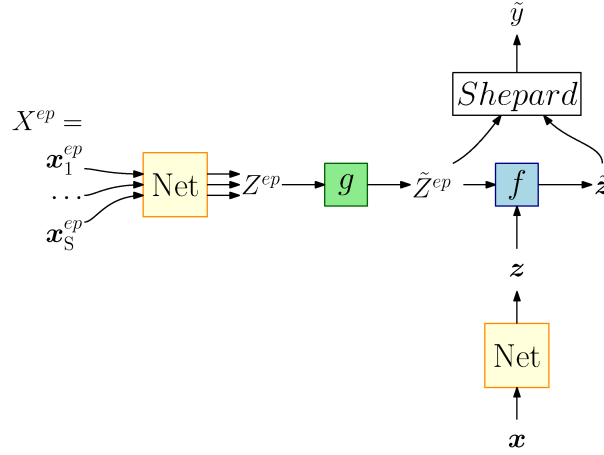 ỹ
Shepard
X^{ep} =
x_1^{ep}
...
x_S^{ep}
Net
Z^{ep}
g
Z̃^{ep}
f
z̃
z
Net
x